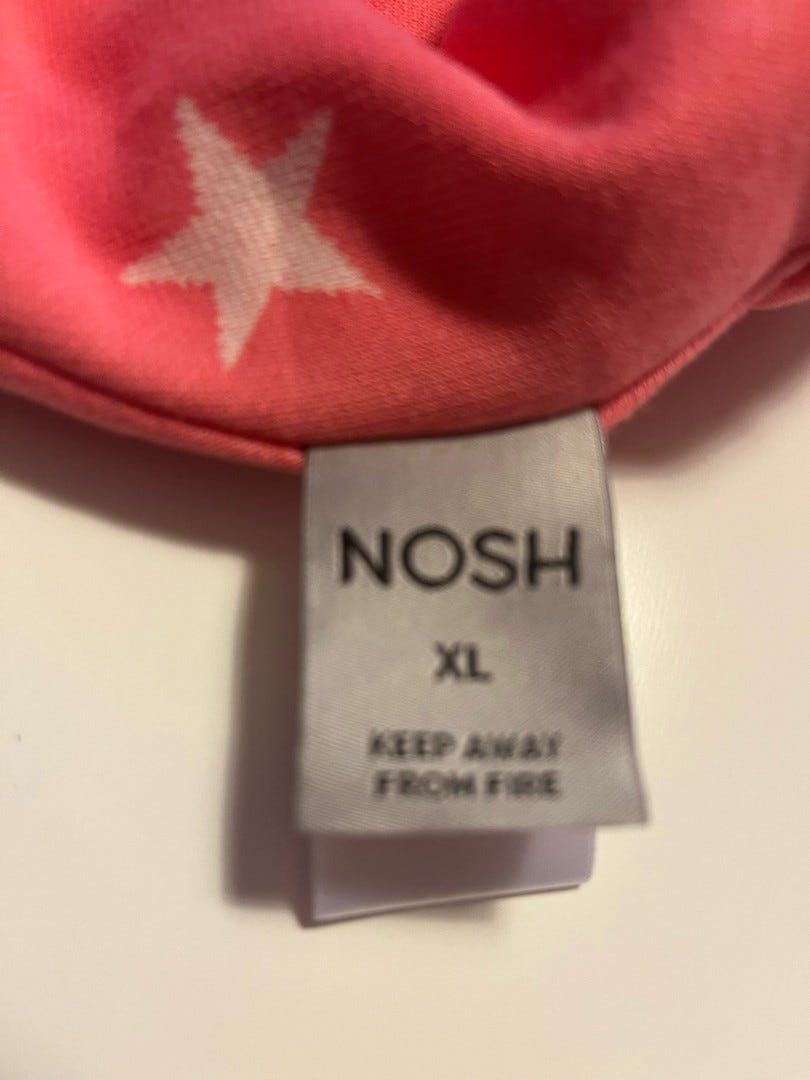 NOSH
XL
KEEP AWAY
FROM FIRE